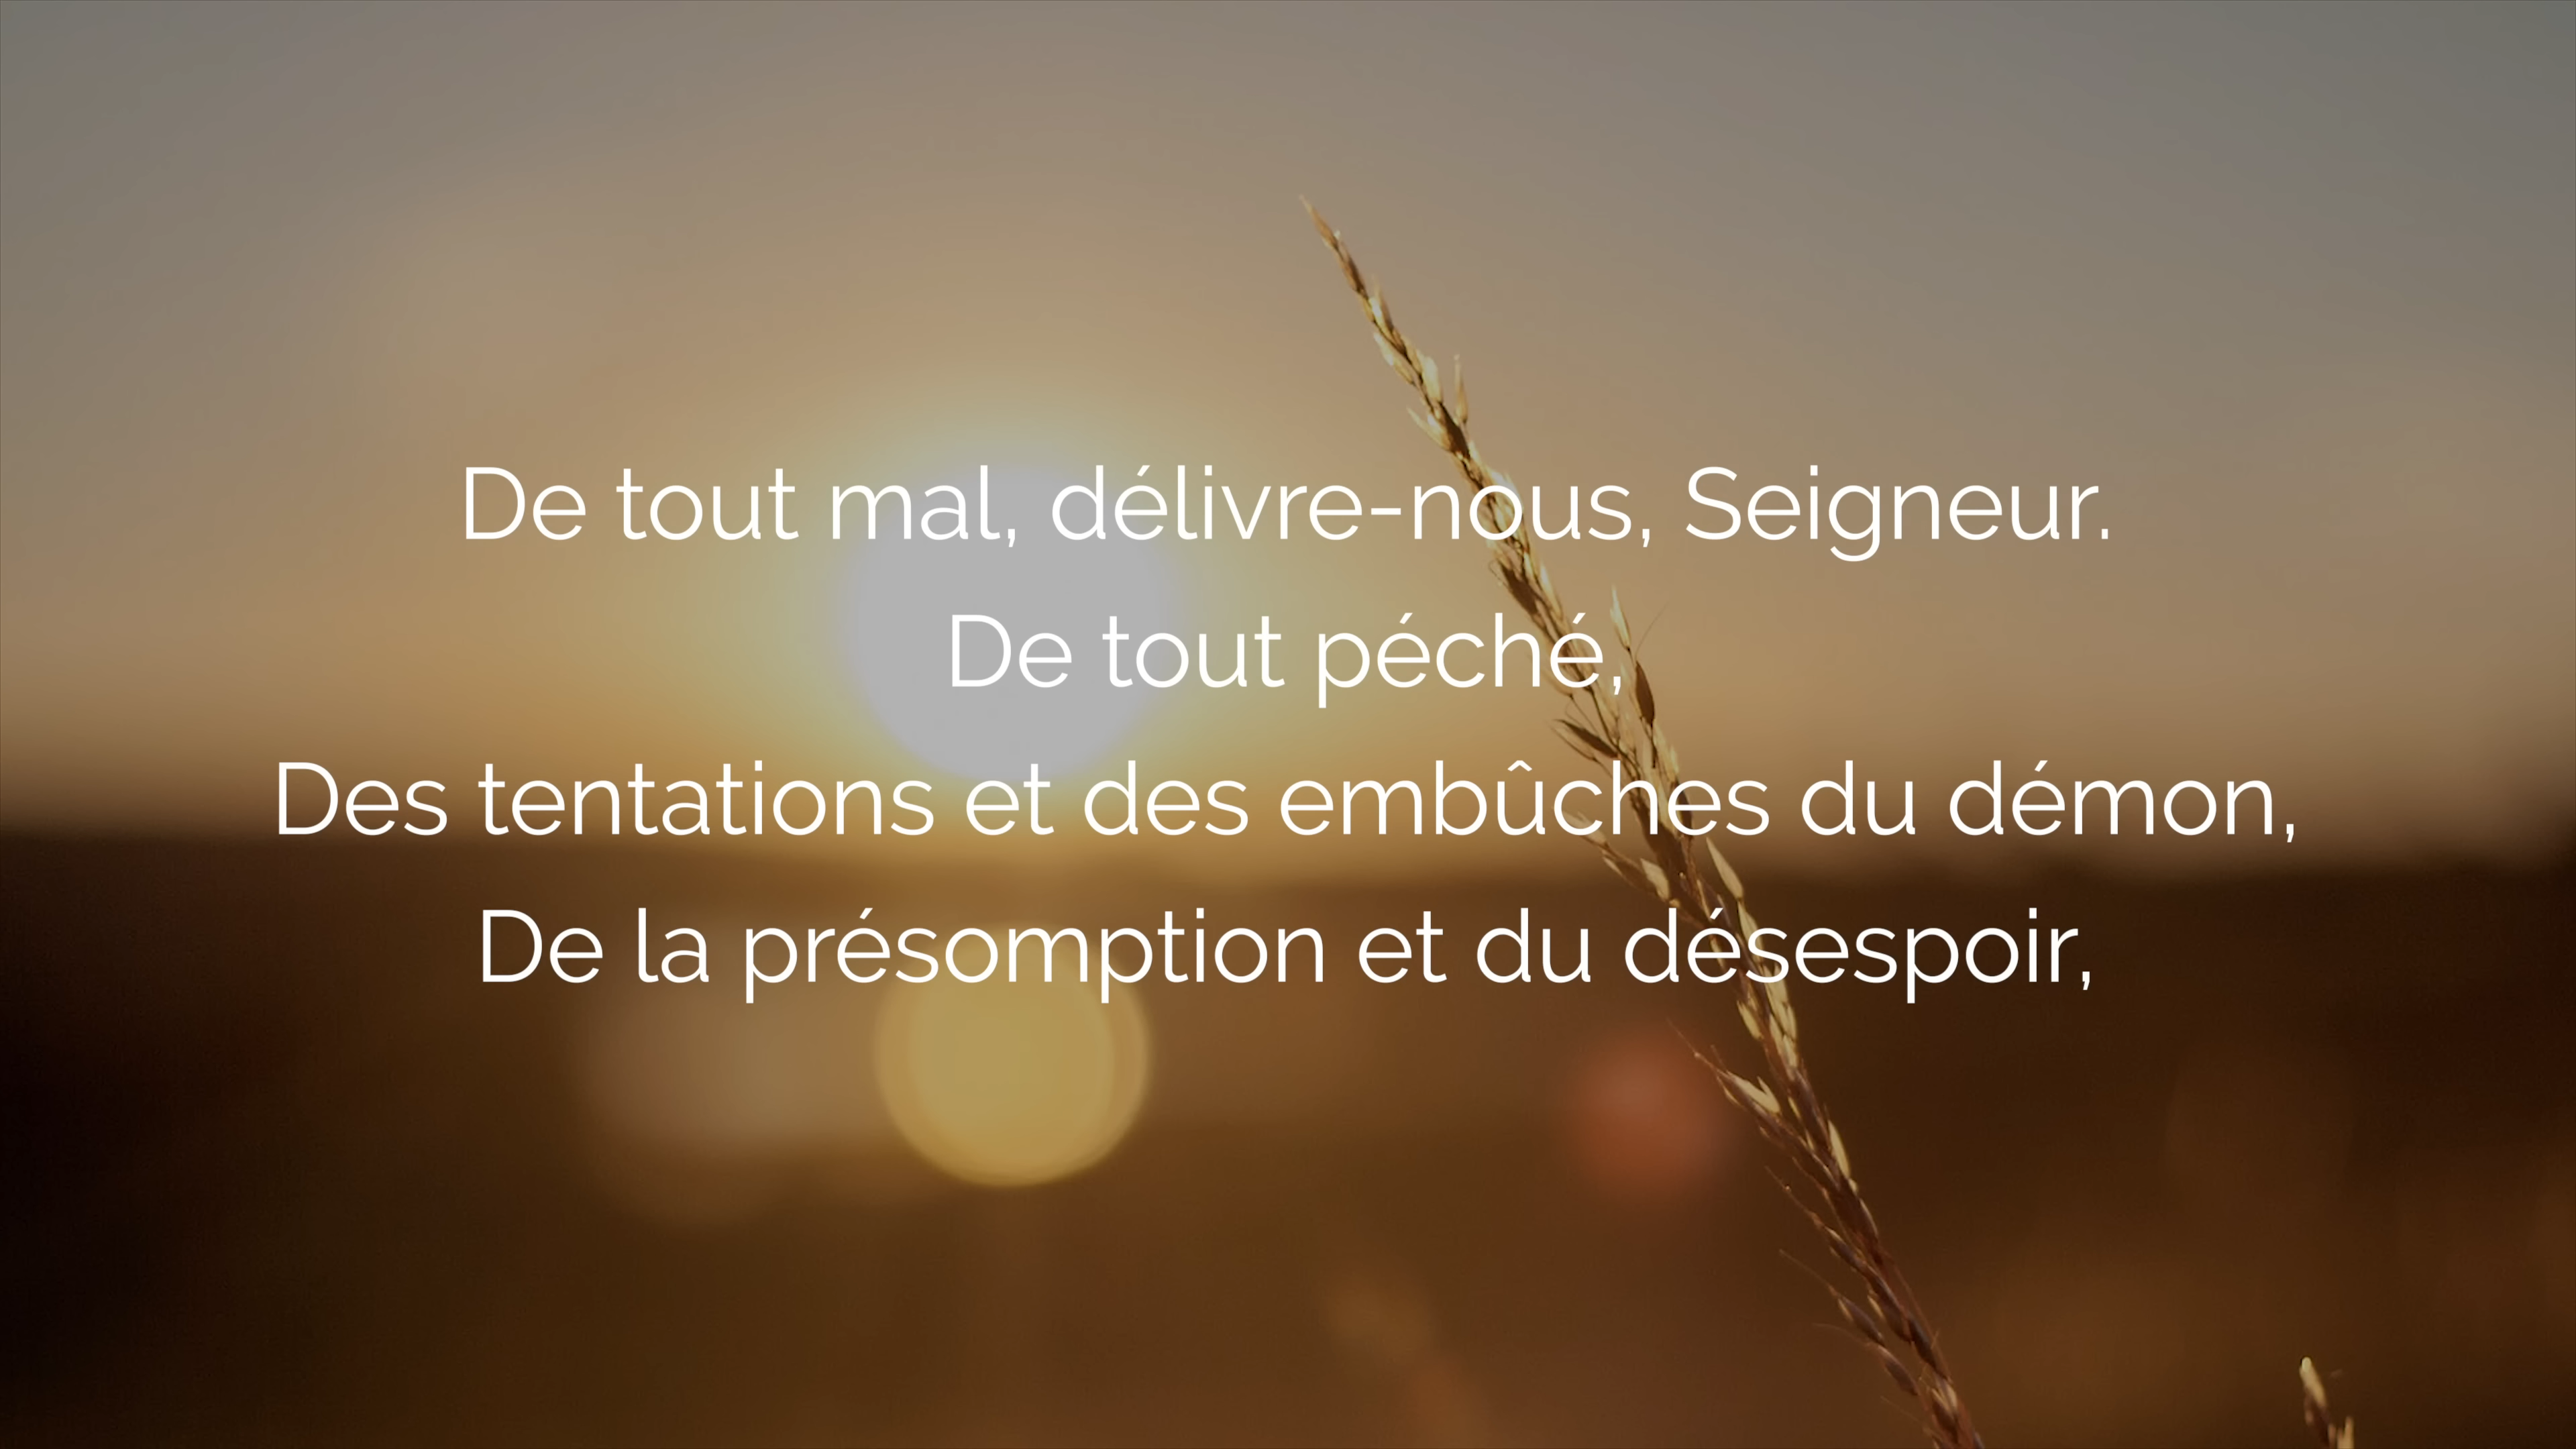 De tout mal, délivre-nous, Seigneur.
De tout péché,
Des tentations et des embûches du démon,
De la présomption et du désespoir,